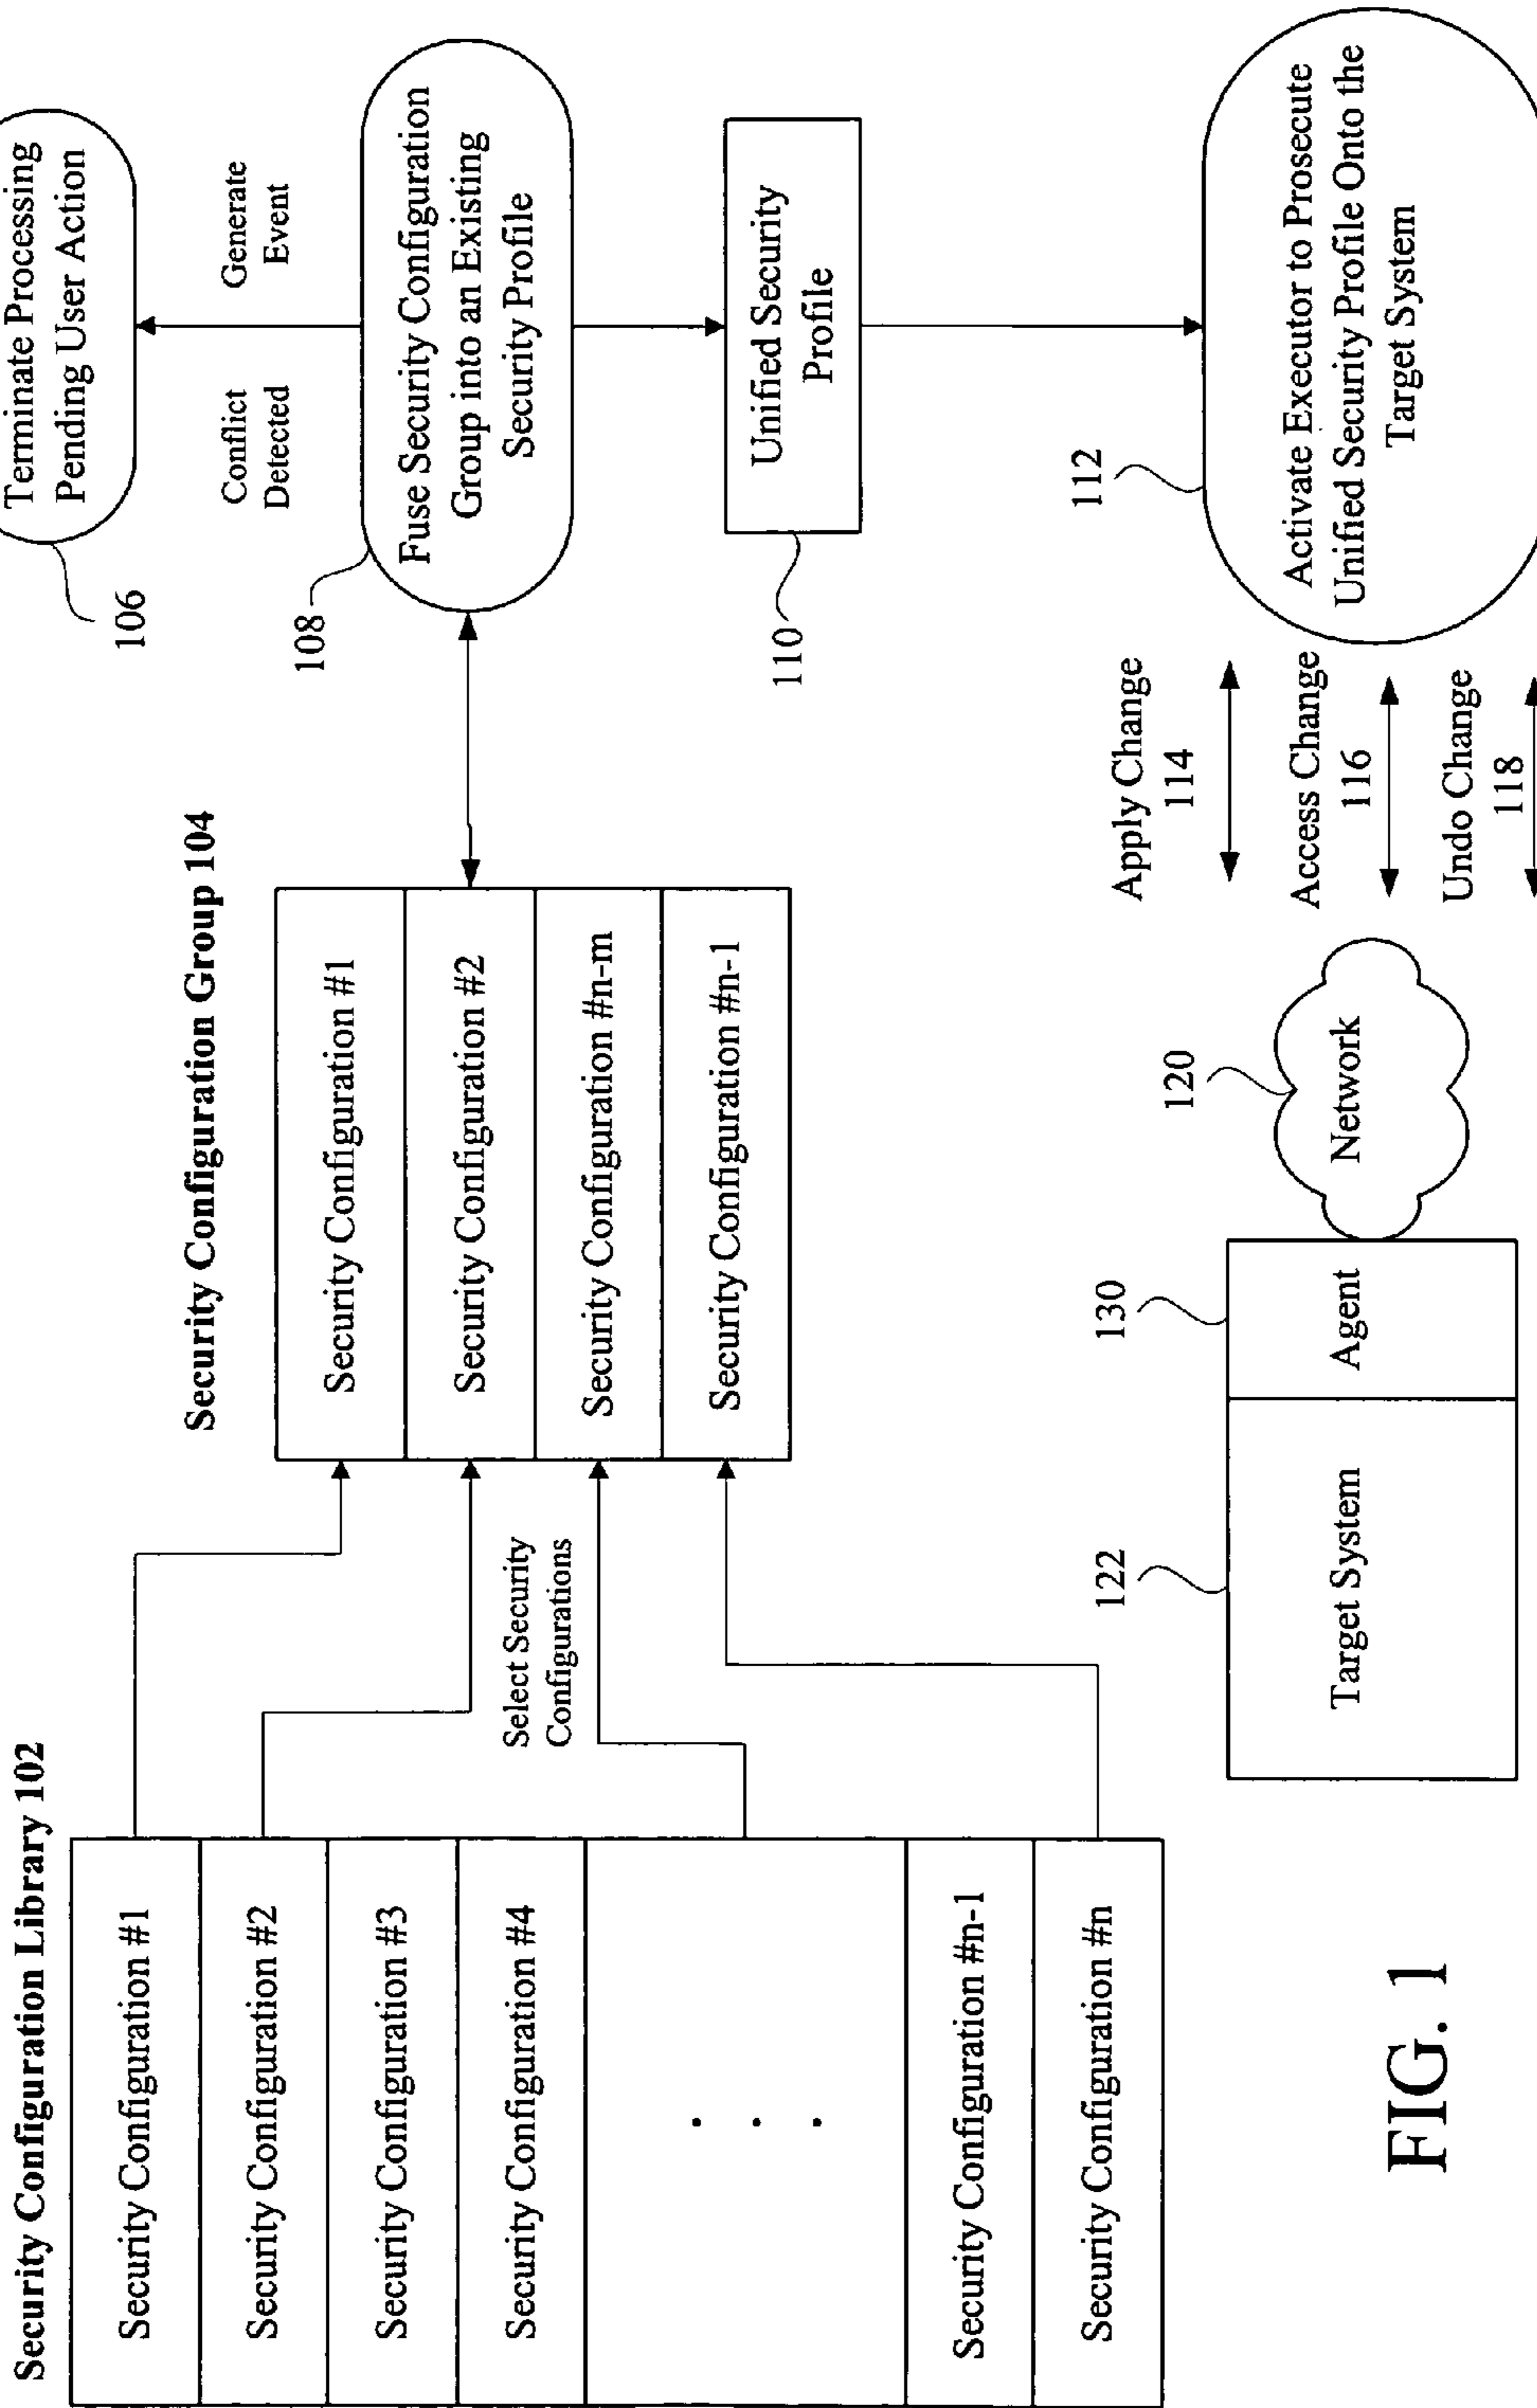 Security Configuration Library 102
Security Configuration #1
Security Configuration #2
Security Configuration #3
Security Configuration #4
. . .
Security Configuration #n-1
Security Configuration #n
Select Security
Configurations
Security Configuration Group 104
Security Configuration #1
Security Configuration #2
Security Configuration #n-m
Security Configuration #n-1
Terminate Processing
Pending User Action
106
Conflict
Detected
Generate
Event
108
Fuse Security Configuration
Group into an Existing
Security Profile
Unified Security
Profile
110
112
Activate Executor to Prosecute
Unified Security Profile Onto the
Target System
Apply Change
114
Access Change
116
Undo Change
118
120
Network
130
Agent
122
Target System
FIG. 1